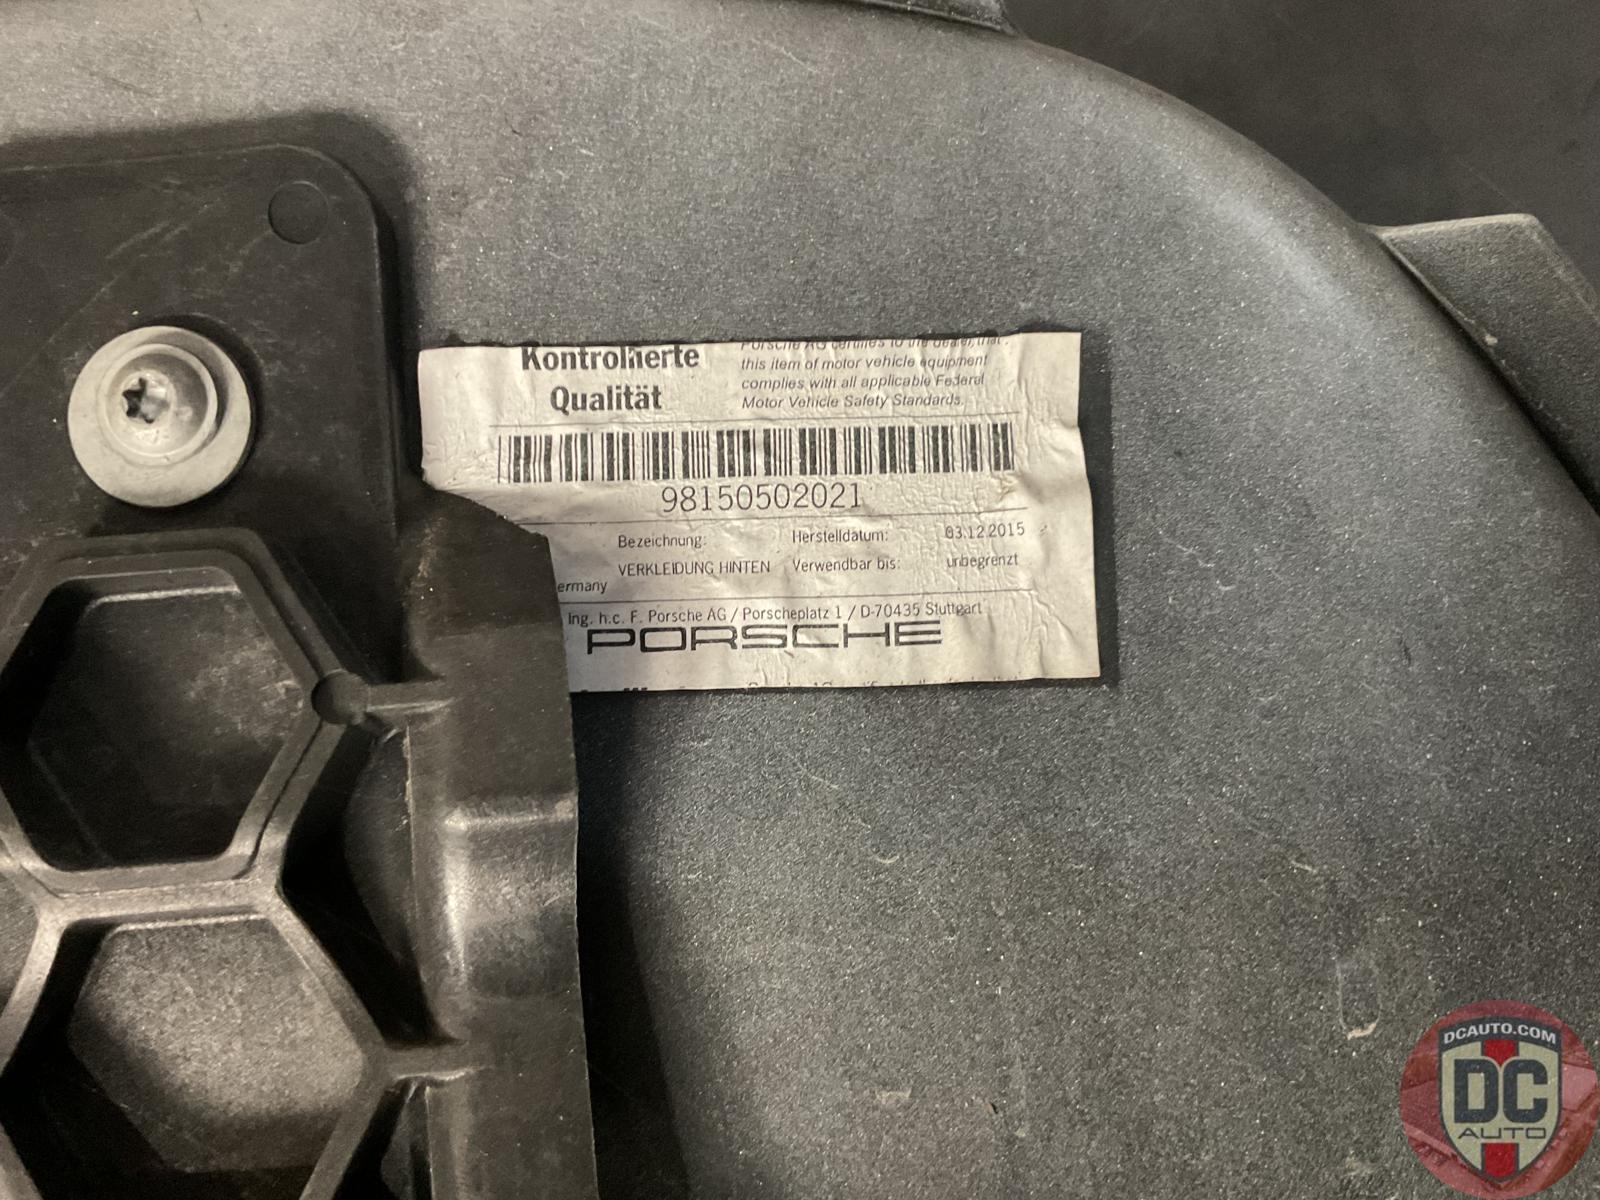 Kontrollierte
Qualität
Porsche AG certifies to the dealer, that
this item of motor vehicle equipment
complies with all applicable Federal
Motor Vehicle Safety Standards.
98150502021
Bezeichnung:
Herstelldatum:
03.12.2015
VERKLEIDUNG HINTEN
Verwendbar bis:
unbegrenzt
ermany
Ing. h.c. F. Porsche AG / Porscheplatz 1 / D-70435 Stuttgart
PORSCHE
DCAUTO.COM
DC
AUTO